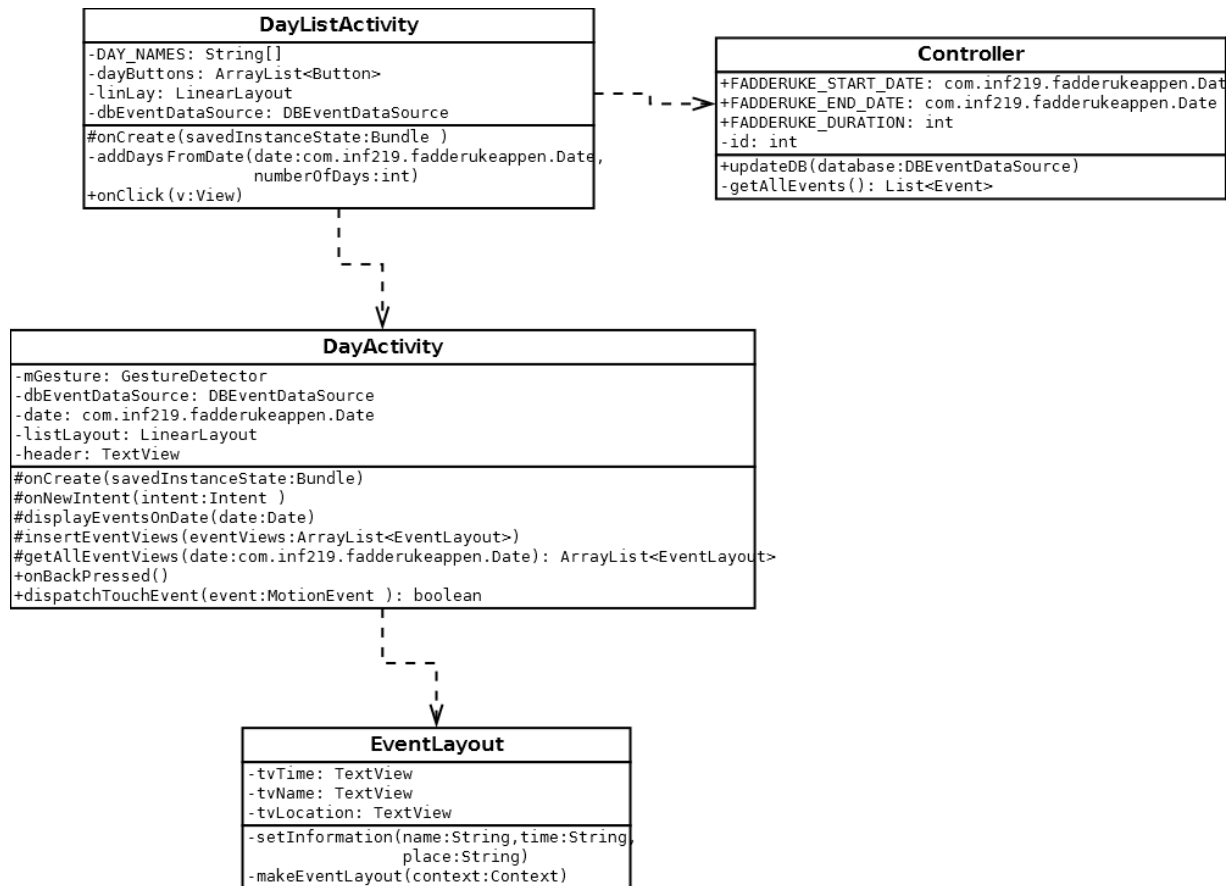 DayListActivity
-DAY_NAMES: String[]
-dayButtons: ArrayList<Button>
-linLay: LinearLayout
-dbEventDataSource: DBEventDataSource
#onCreate(savedInstanceState:Bundle )
-addDaysFromDate(date:com.inf219.fadderukeappen.Date,
numberOfDays:int)
+onClick(v:View)
Controller
+FADDERUKE_START_DATE: com.inf219.fadderukeappen.Dat
+FADDERUKE_END_DATE: com.inf219.fadderukeappen.Date
+FADDERUKE_DURATION: int
-id: int
+updateDB(database:DBEventDataSource)
-getAllEvents(): List<Event>
DayActivity
-mGesture: GestureDetector
-dbEventDataSource: DBEventDataSource
-date: com.inf219.fadderukeappen.Date
-listLayout: LinearLayout
-header: TextView
#onCreate(savedInstanceState:Bundle)
#onNewIntent(intent:Intent )
#displayEventsOnDate(date:Date)
#insertEventViews(eventViews:ArrayList<EventLayout>)
#getAllEventViews(date:com.inf219.fadderukeappen.Date): ArrayList<EventLayout>
+onBackPressed()
+dispatchTouchEvent(event:MotionEvent ): boolean
EventLayout
-tvTime: TextView
-tvName: TextView
-tvLocation: TextView
-setInformation(name:String,time:String,
place:String)
-makeEventLayout(context:Context)